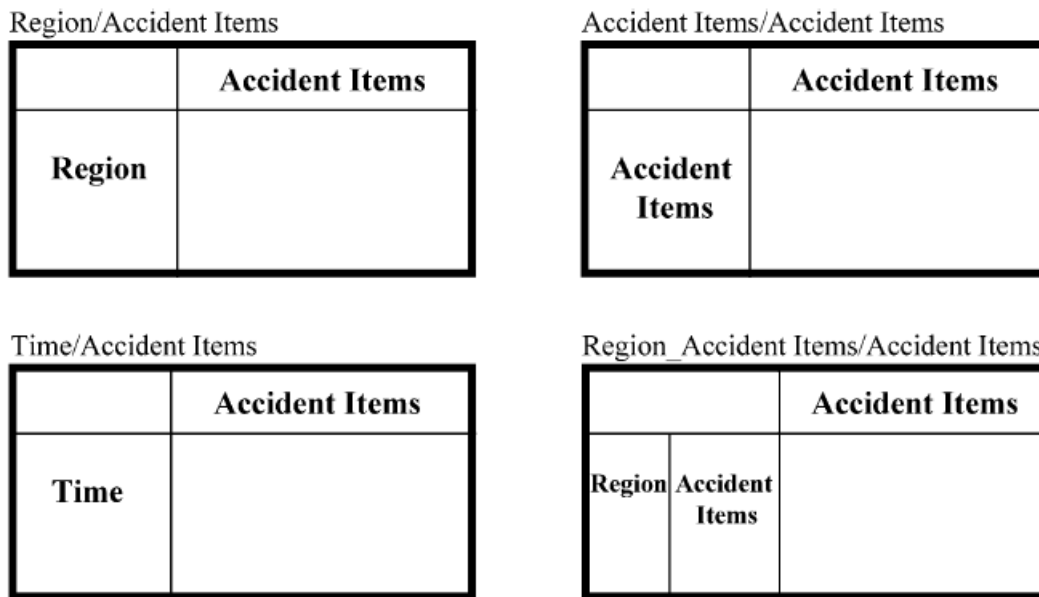 Region/Accident Items
Accident Items
Region
Accident Items/Accident Items
Accident Items
Accident
Items
Time/Accident Items
Accident Items
Time
Region_Accident Items/Accident Items
Accident Items
Region
Accident
Items